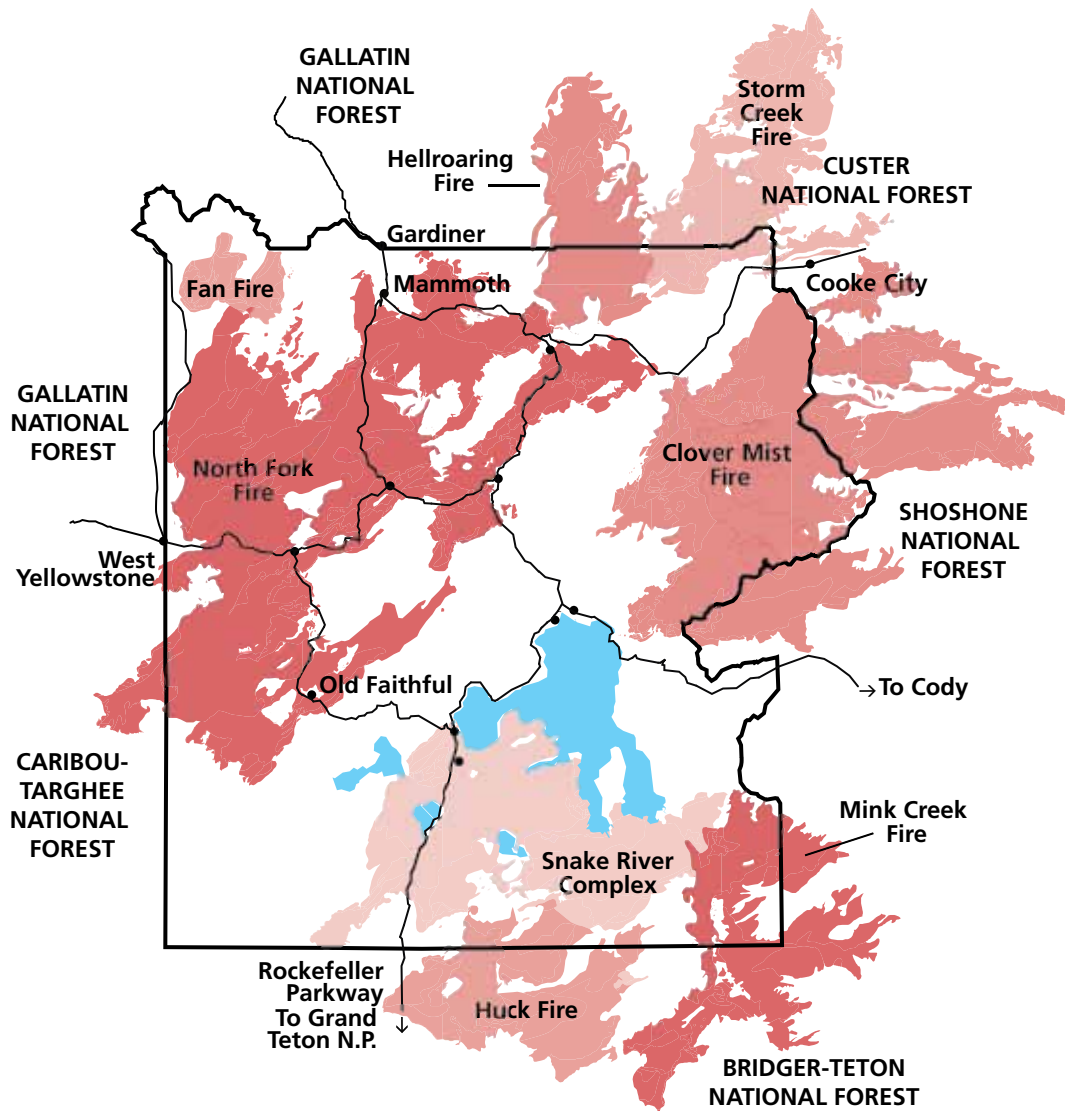 GALLATIN
NATIONAL
FOREST
Storm
Creek
Fire
Hellroaring
Fire
CUSTER
NATIONAL FOREST
Gardiner
Fan Fire
Mammoth
Cooke City
GALLATIN
NATIONAL
FOREST
North Fork
Fire
Clover Mist
Fire
SHOSHONE
NATIONAL
FOREST
West
Yellowstone
Old Faithful
To Cody
CARIBOU-
TARGHEE
NATIONAL
FOREST
Mink Creek
Fire
Snake River
Complex
Rockefeller
Parkway
To Grand
Teton N.P.
Huck Fire
BRIDGER-TETON
NATIONAL FOREST